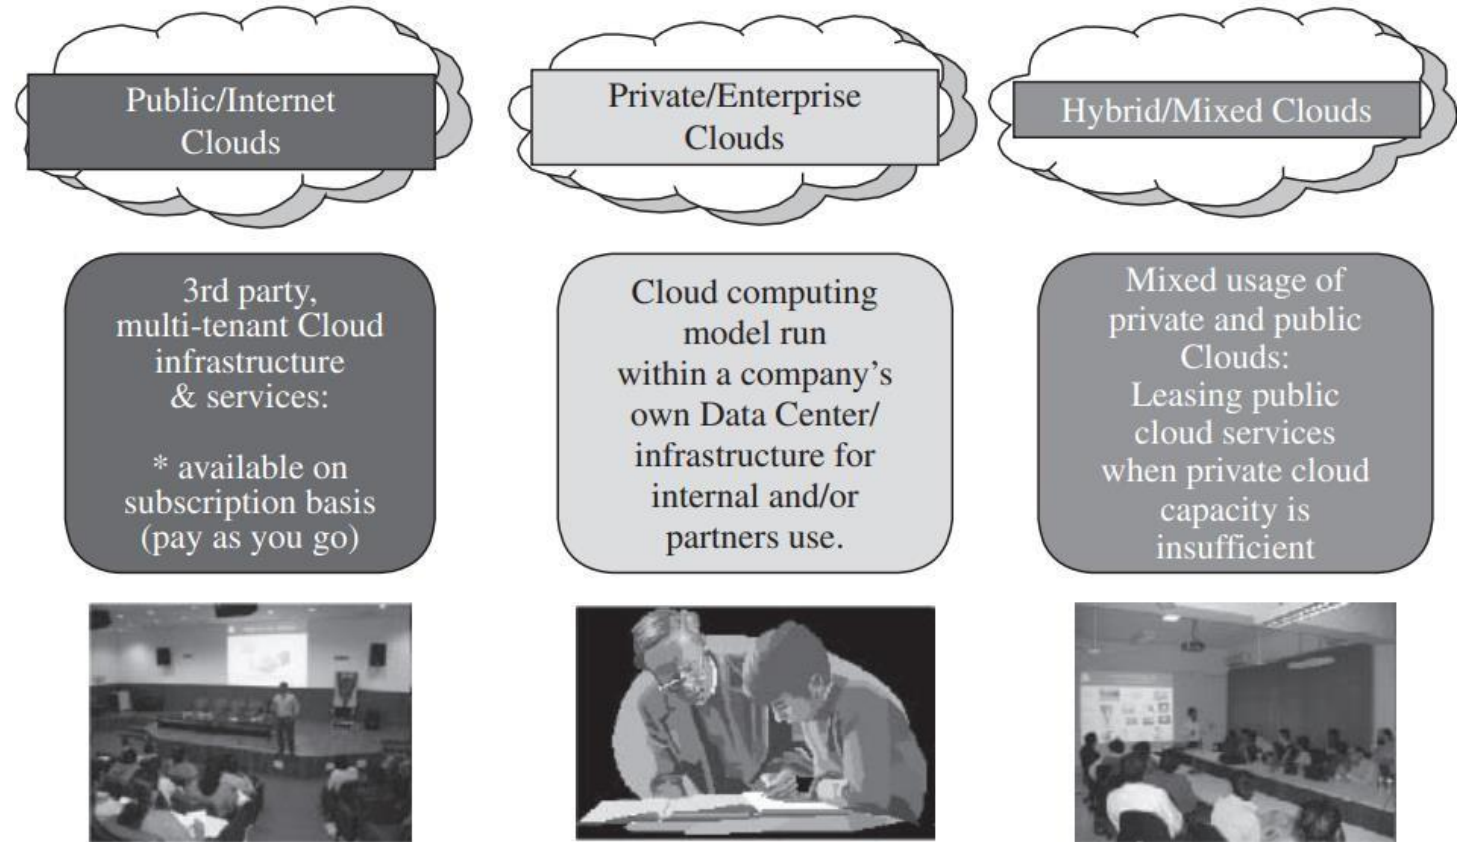 Public/Internet
Clouds
Private/Enterprise
Clouds
Hybrid/Mixed Clouds
3rd party,
multi-tenant Cloud
infrastructure
& services:
* available on
subscription basis
(pay as you go)
Cloud computing
model run
within a company’s
own Data Center/
infrastructure for
internal and/or
partners use.
Mixed usage of
private and public
Clouds:
Leasing public
cloud services
when private cloud
capacity is
insufficient